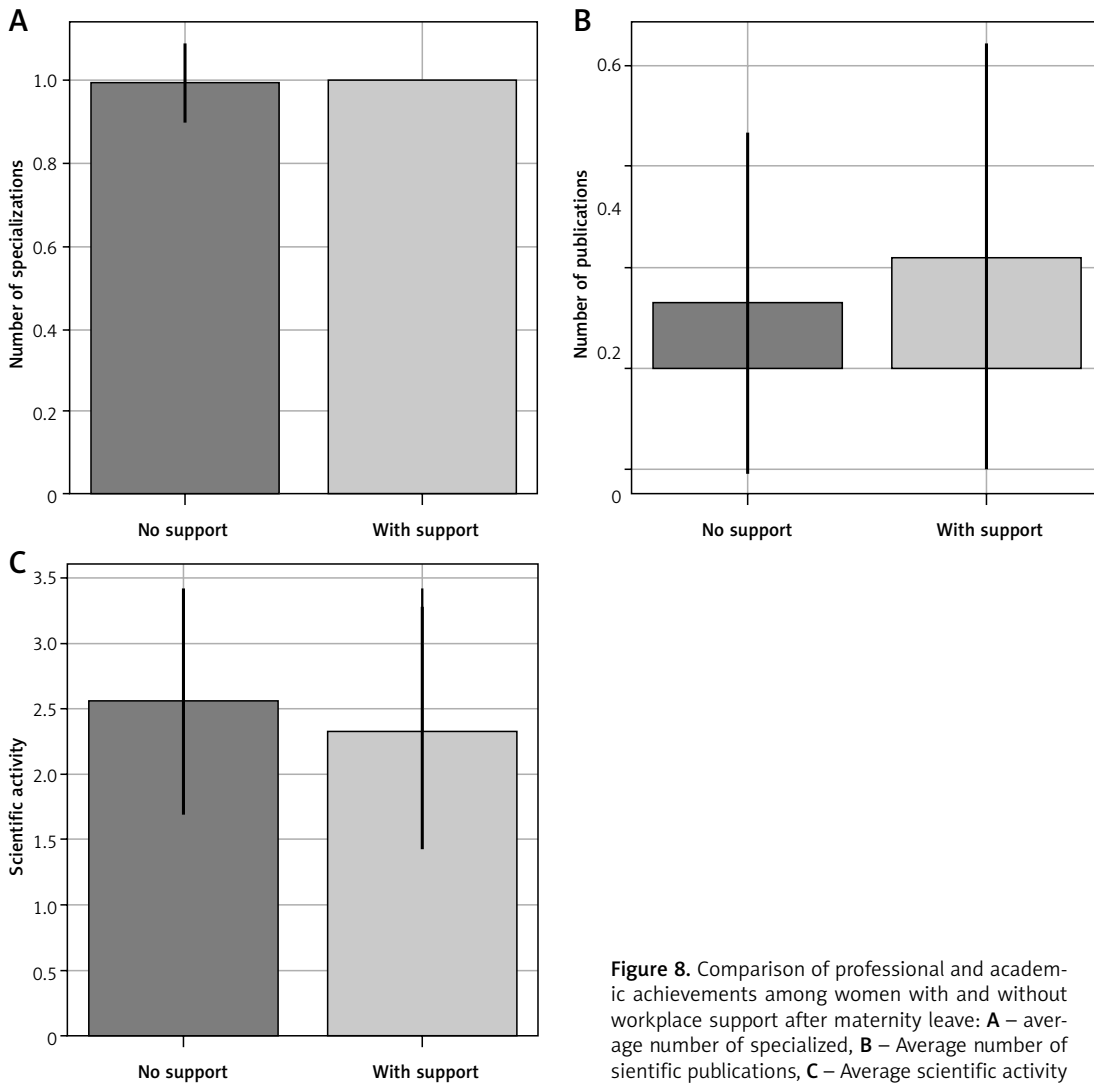 A
Number of specializations
1.0
0.8
0.6
0.4
0.2
0
No support
With support
B
Number of publications
0.6
0.4
0.2
0
No support
With support
C
Scientific activity
3.5
3.0
2.5
2.0
1.5
1.0
0.5
0
No support
With support
Figure 8. Comparison of professional and academ-
ic achievements among women with and without
workplace support after maternity leave: A – aver-
age number of specialized, B – Average number of
sientific publications, C – Average scientific activity